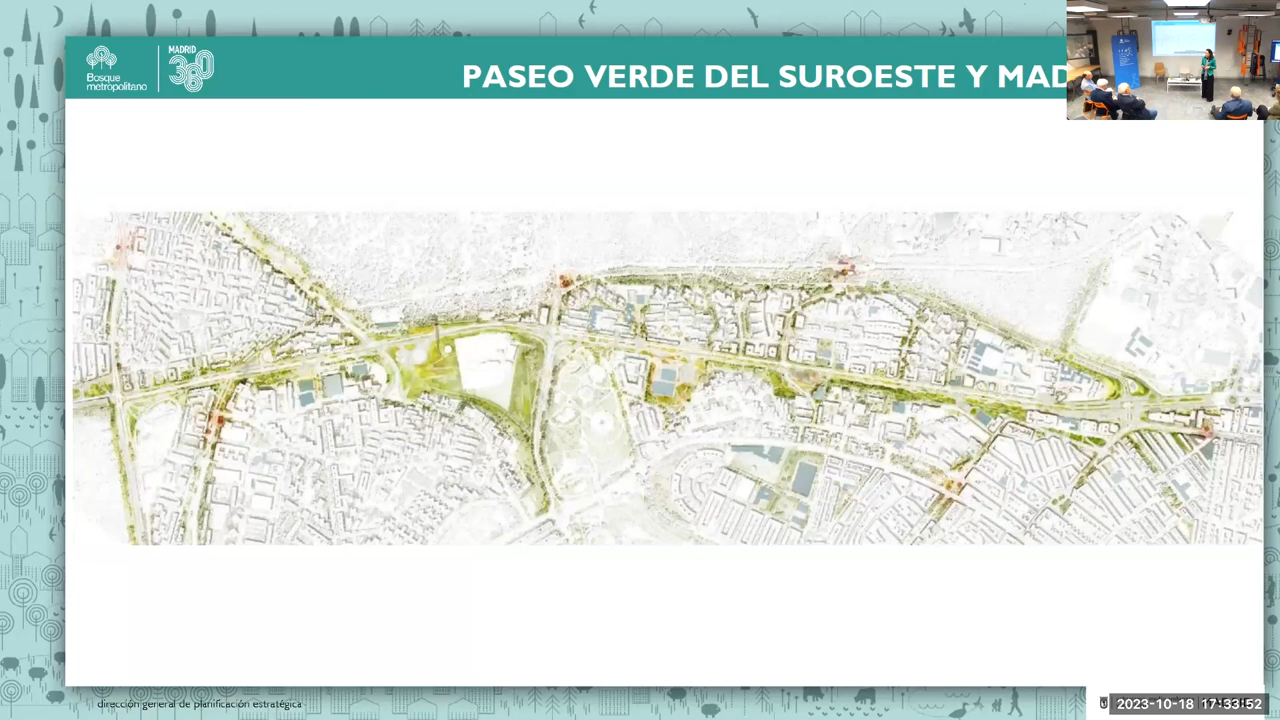 Bosque
metropolitano
MADRID
360
PASEO VERDE DEL SUROESTE Y MAD
dirección general de planificación estratégica
2023-10-18 17:33:52